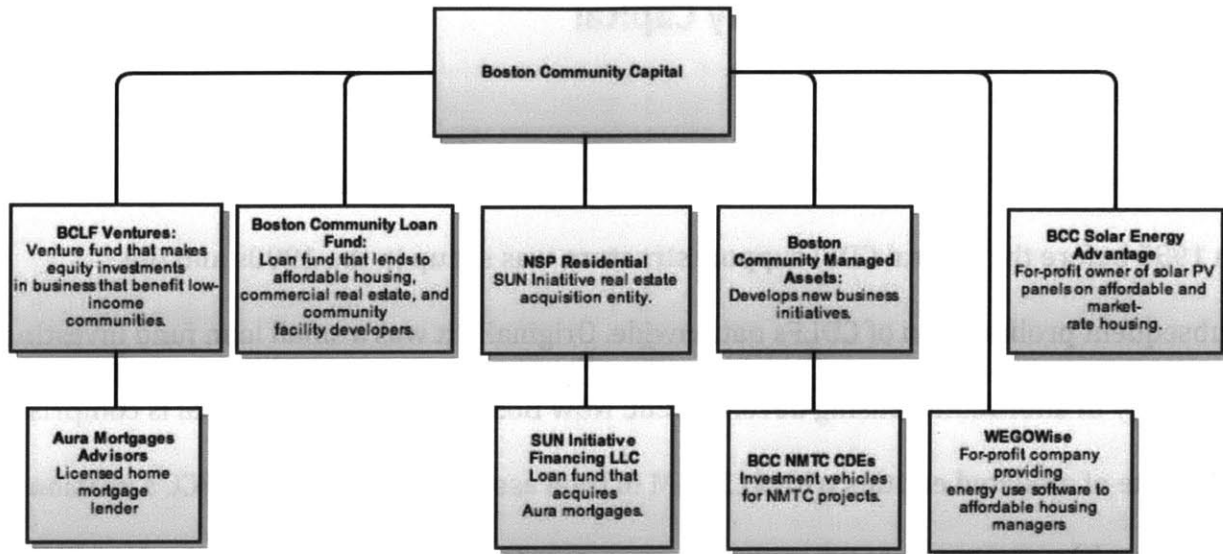 Boston Community Capital
BCLF Ventures:
Venture fund that makes
equity investments
in business that benefit low-
income
communities.
Boston Community Loan
Fund:
Loan fund that lends to
affordable housing,
commercial real estate, and
community
facility developers.
NSP Residential
SUN Iniatitive real estate
acquisition entity.
Boston
Community Managed
Assets:
Develops new business
initiatives.
BCC Solar Energy
Advantage
For-profit owner of solar PV
panels on affordable and
market-
rate housing.
Aura Mortgages
Advisors
Licensed home
mortgage
lender
SUN Initiative
Financing LLC
Loan fund that
acquires
Aura mortgages.
BCC NMTC CDEs
Investment vehicles
for NMTC projects.
WEGOWise
For-profit company
providing
energy use software to
affordable housing
managers